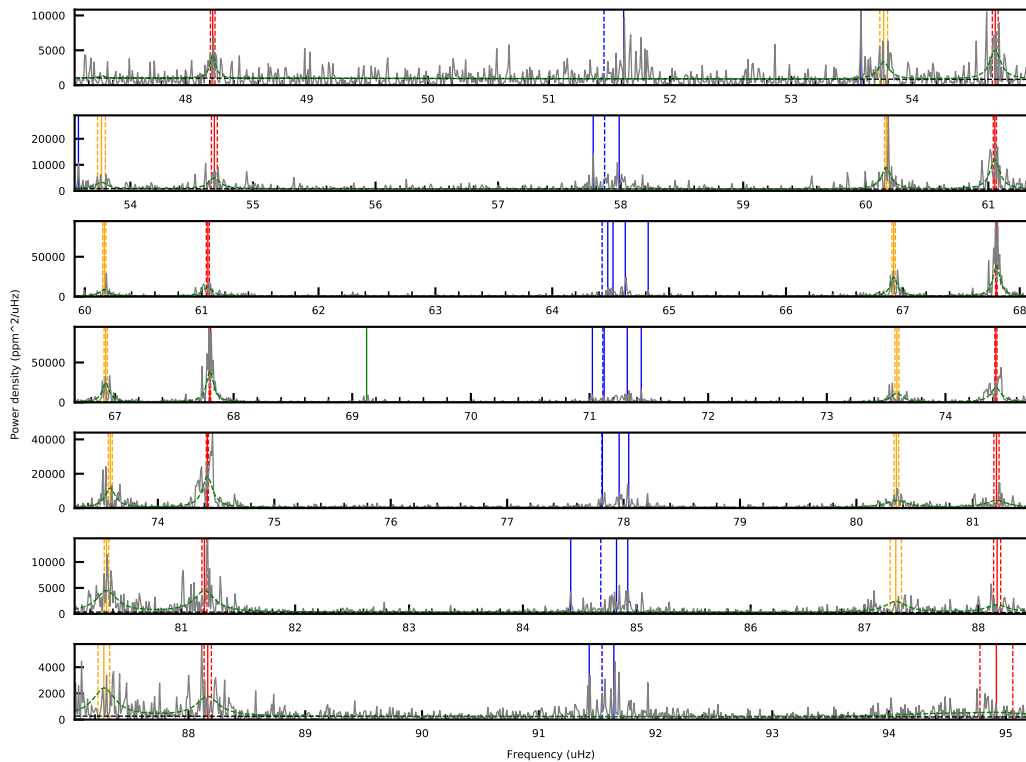 10000
5000
0
48 49 50 51 52 53 54
20000
10000
0
54 55 56 57 58 59 60 61
50000
0
60 61 62 63 64 65 66 67 68
50000
0
67 68 69 70 71 72 73 74
40000
20000
0
74 75 76 77 78 79 80 81
10000
5000
0
81 82 83 84 85 86 87 88
4000
2000
0
88 89 90 91 92 93 94 95
Power density (ppm^2/uHz)
Frequency (uHz)